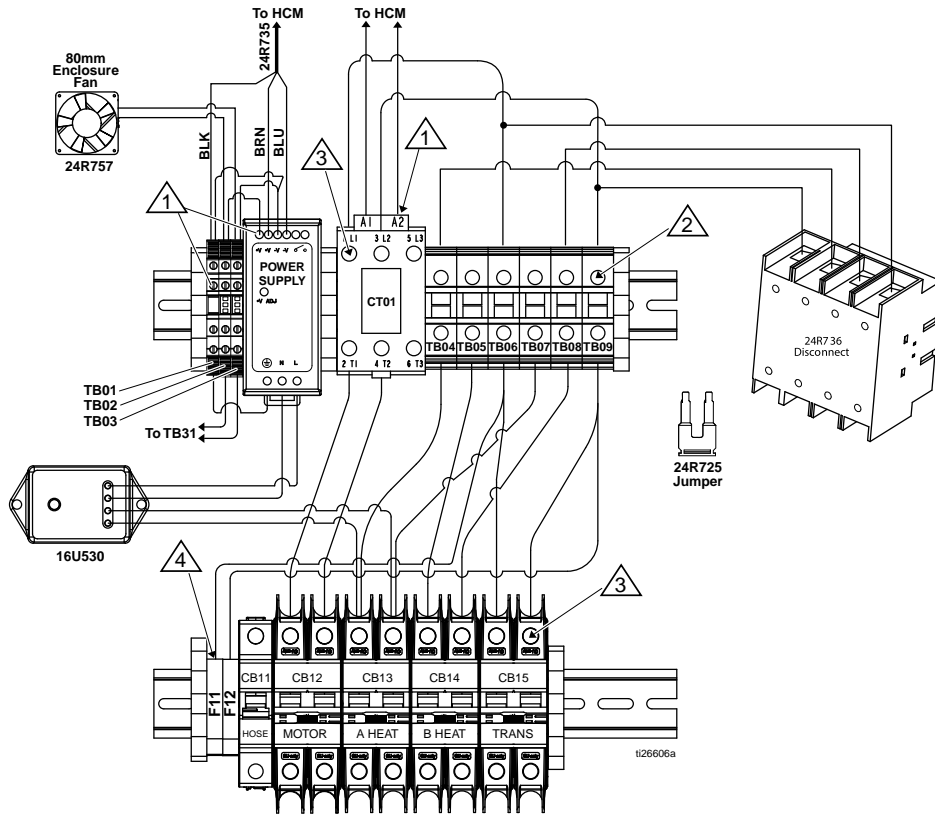 To HCM
To HCM
24R735
80mm
Enclosure
Fan
24R757
BLK
BRN
BLU
1
3
1
2
A1
A2
+V +V -V -V
POWER
SUPPLY
+V ADJ
N L
L1 3 L2 5 L3
CT01
2 T1 4 T2 6 T3
TB04 TB05 TB06 TB07 TB08 TB09
24R736
Disconnect
TB01
TB02
TB03
To TB31
24R725
Jumper
16U530
4
3
F11
F12
CB11 CB12 CB13 CB14 CB15
HOSE MOTOR A HEAT B HEAT TRANS
ti26606a